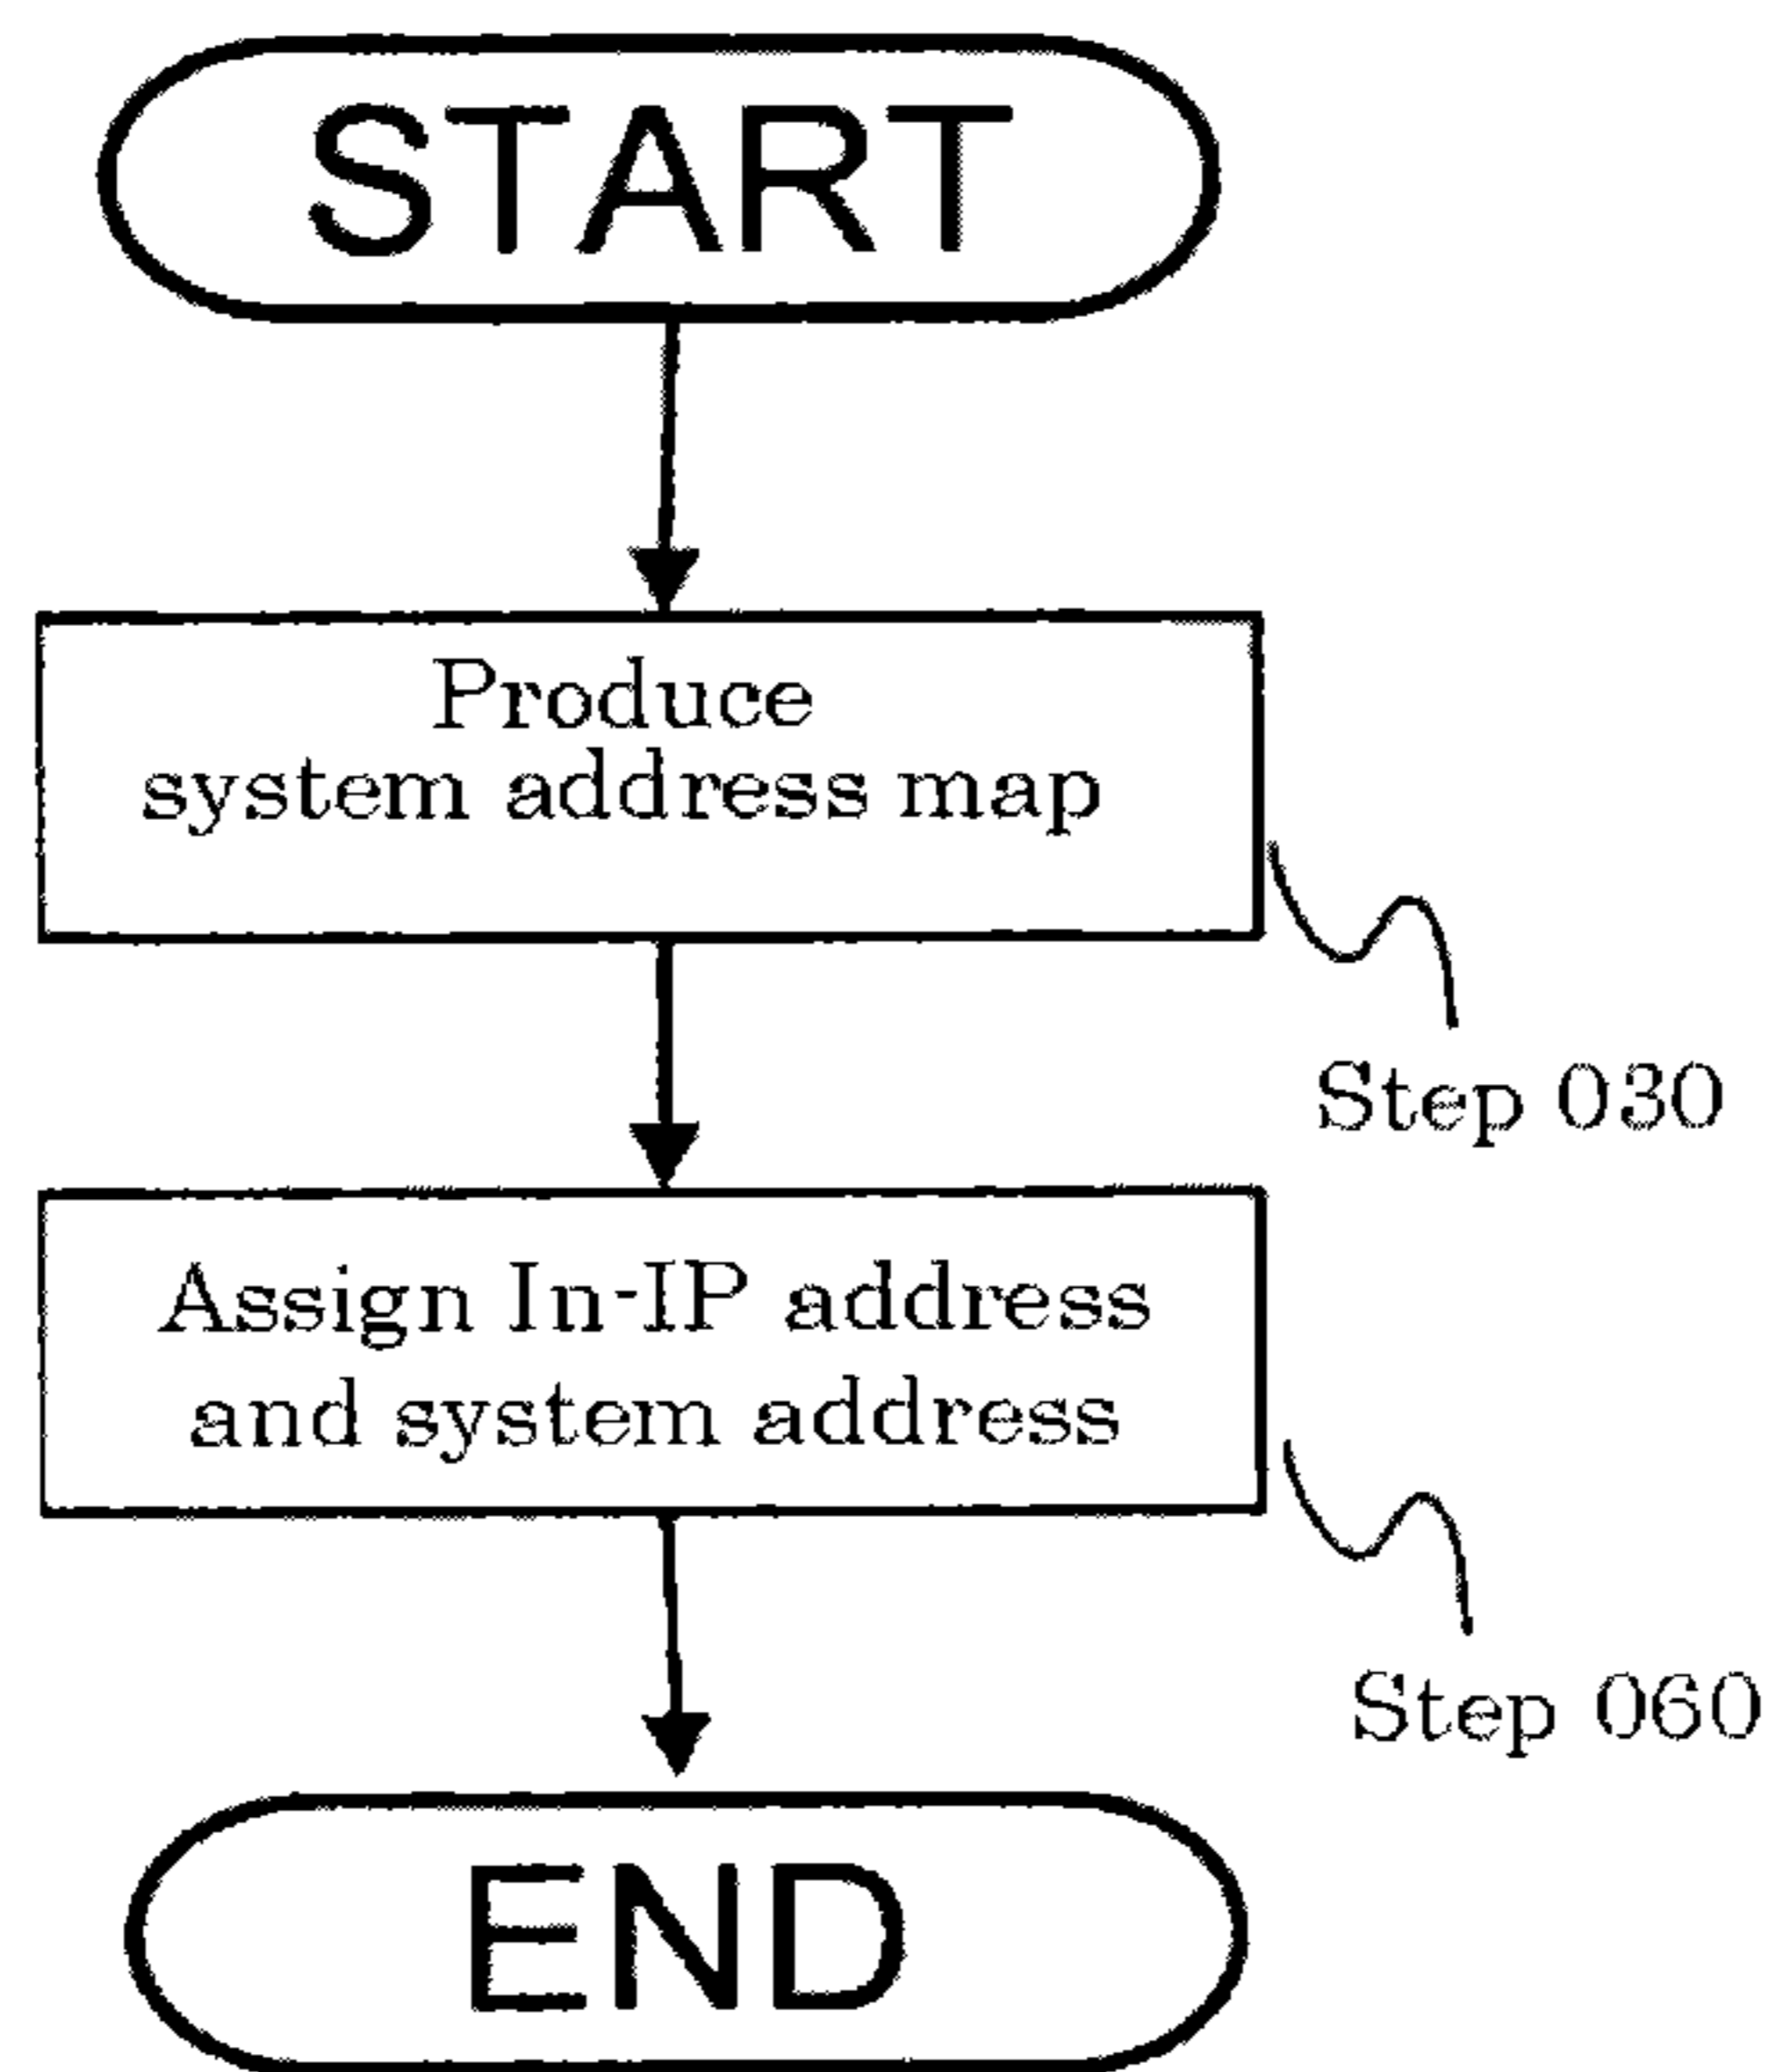 START
Produce
system address map
Step 030
Assign In-IP address
and system address
Step 060
END